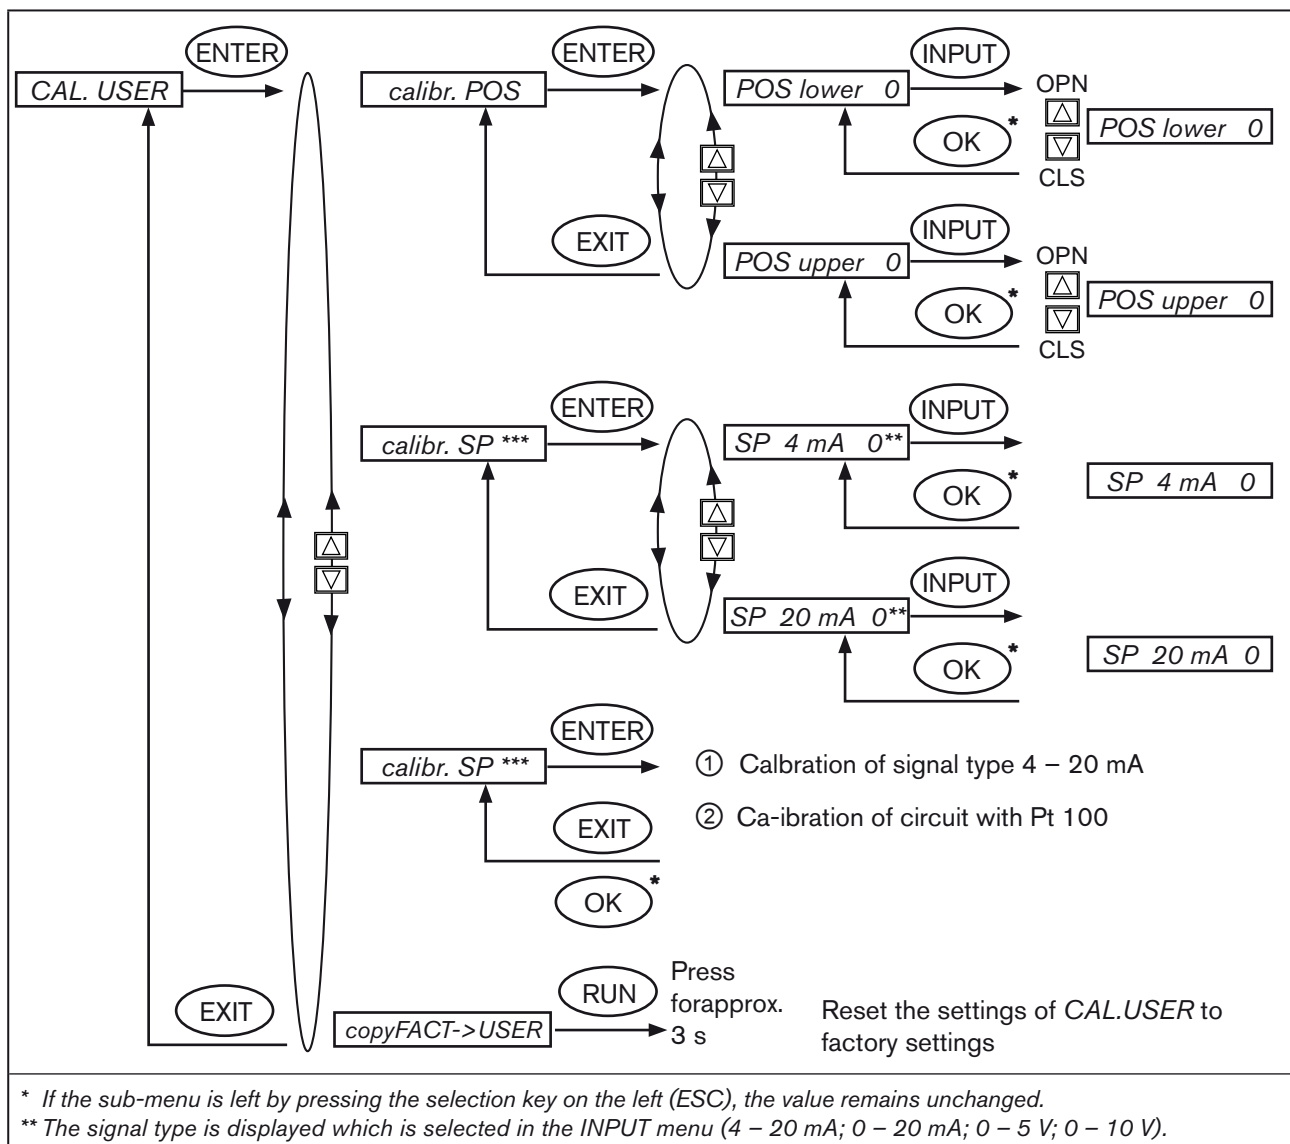 ENTER
CAL. USER
ENTER
calibr. POS
INPUT
POS lower 0
OPN
OK *
POS lower 0
CLS
EXIT
INPUT
POS upper 0
OPN
OK *
POS upper 0
CLS
ENTER
calibr. SP ***
INPUT
SP 4 mA 0**
OK *
SP 4 mA 0
EXIT
INPUT
SP 20 mA 0**
OK *
SP 20 mA 0
ENTER
calibr. SP ***
① Calbration of signal type 4 – 20 mA
EXIT
② Ca-ibration of circuit with Pt 100
OK *
EXIT
copyFACT->USER
RUN
Press
forapprox.
3 s
Reset the settings of CAL.USER to
factory settings
* If the sub-menu is left by pressing the selection key on the left (ESC), the value remains unchanged.
** The signal type is displayed which is selected in the INPUT menu (4 – 20 mA; 0 – 20 mA; 0 – 5 V; 0 – 10 V).